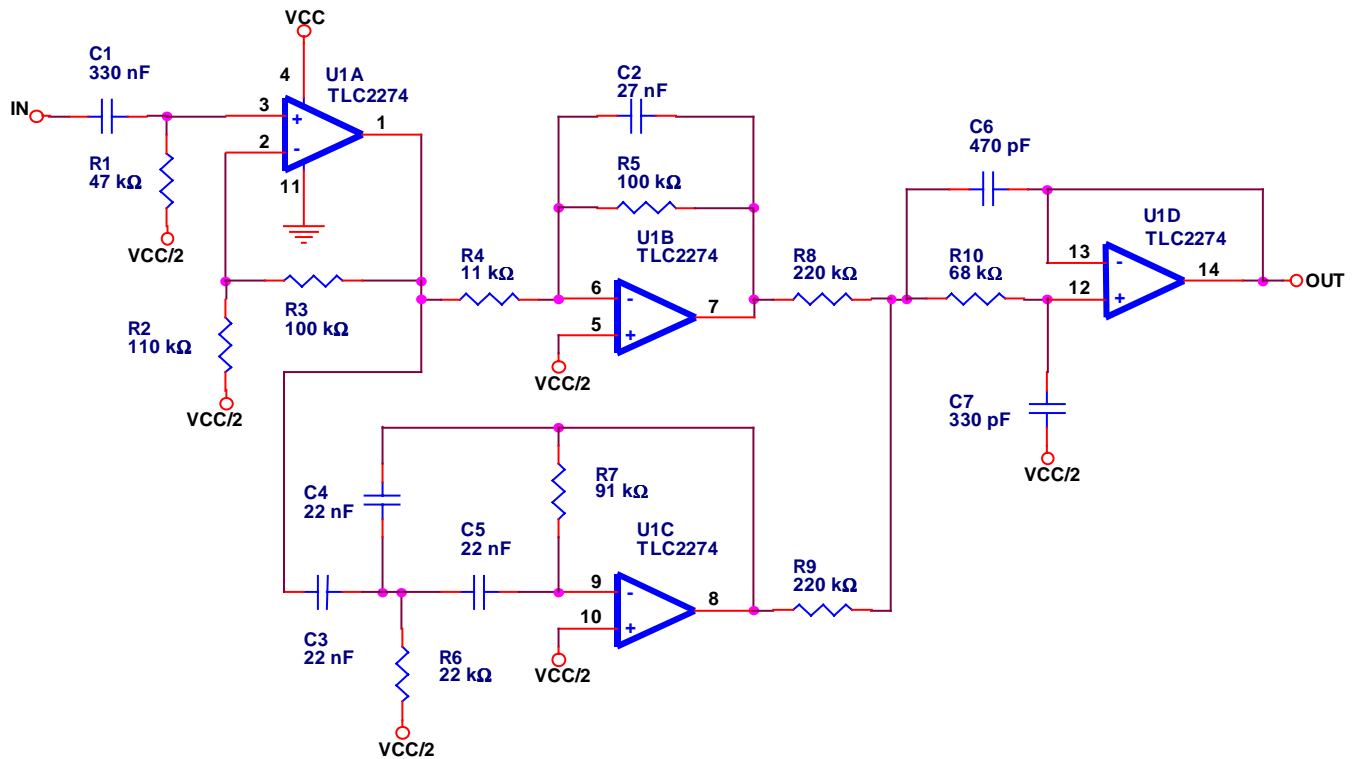 VCC
C1
330 nF
4
U1A
TLC2274
IN
3
+
1
2
-
R1
47 kΩ
11
VCC/2
R3
100 kΩ
R2
110 kΩ
VCC/2
C2
27 nF
R5
100 kΩ
U1B
TLC2274
R4
11 kΩ
6
-
7
5
+
VCC/2
R8
220 kΩ
C6
470 pF
U1D
TLC2274
R10
68 kΩ
13
-
14
12
+
OUT
C7
330 pF
VCC/2
R7
91 kΩ
C4
22 nF
C5
22 nF
U1C
TLC2274
9
-
8
10
+
R9
220 kΩ
C3
22 nF
R6
22 kΩ
VCC/2
VCC/2